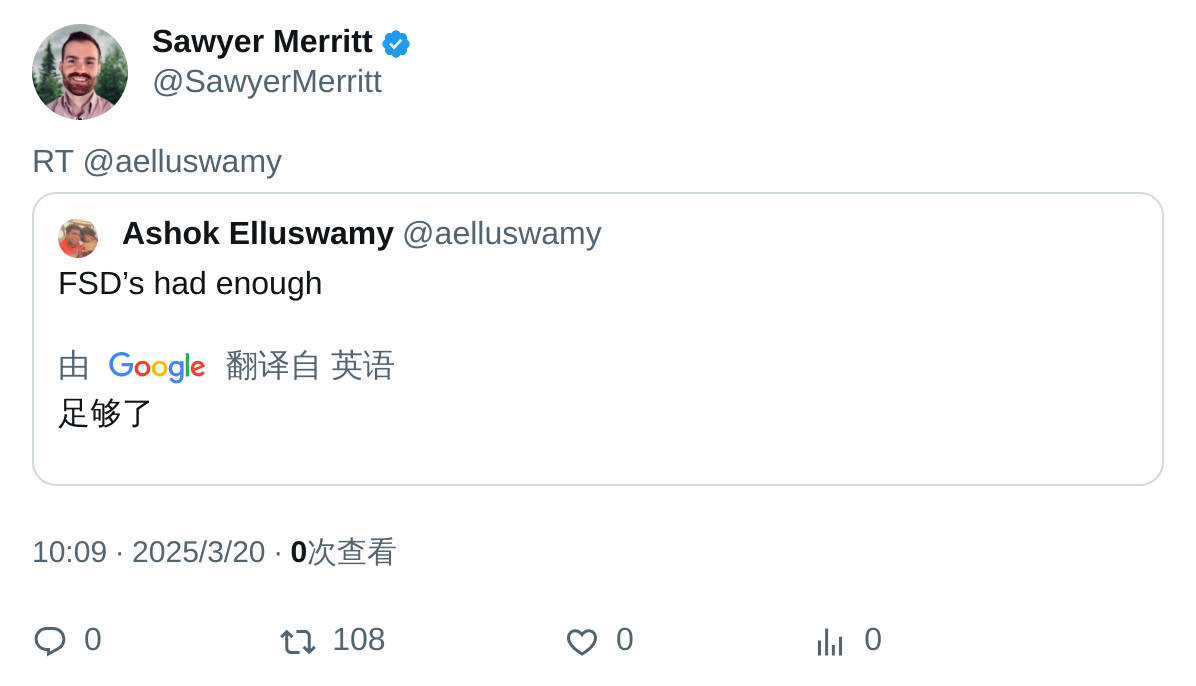 Sawyer Merritt
@SawyerMerritt
RT @aelluswamy
Ashok Elluswamy @aelluswamy
FSD’s had enough
由 Google 翻译自 英语
足够了
10:09 · 2025/3/20 · 0次查看
0 108 0 0